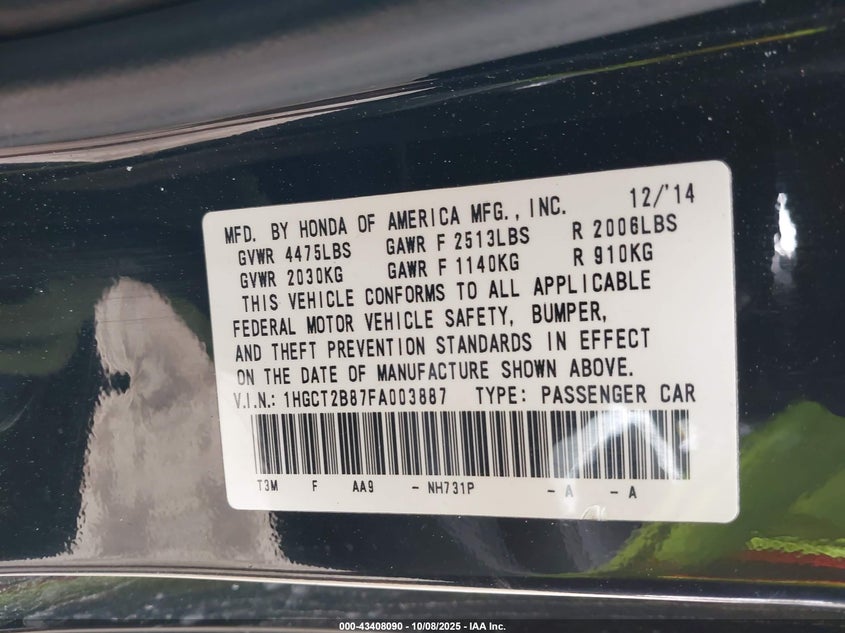 MFD. BY HONDA OF AMERICA MFG., INC. 12/'14
GVWR 4475LBS GAWR F 2513LBS R 2006LBS
GVWR 2030KG GAWR F 1140KG R 910KG
THIS VEHICLE CONFORMS TO ALL APPLICABLE
FEDERAL MOTOR VEHICLE SAFETY, BUMPER,
AND THEFT PREVENTION STANDARDS IN EFFECT
ON THE DATE OF MANUFACTURE SHOWN ABOVE.
V.I.N.: 1HGCT2B87FA003887 TYPE: PASSENGER CAR
T3M F AA9 - NH731P - A - A
000-43408090 - 10/08/2025 - IAA Inc.